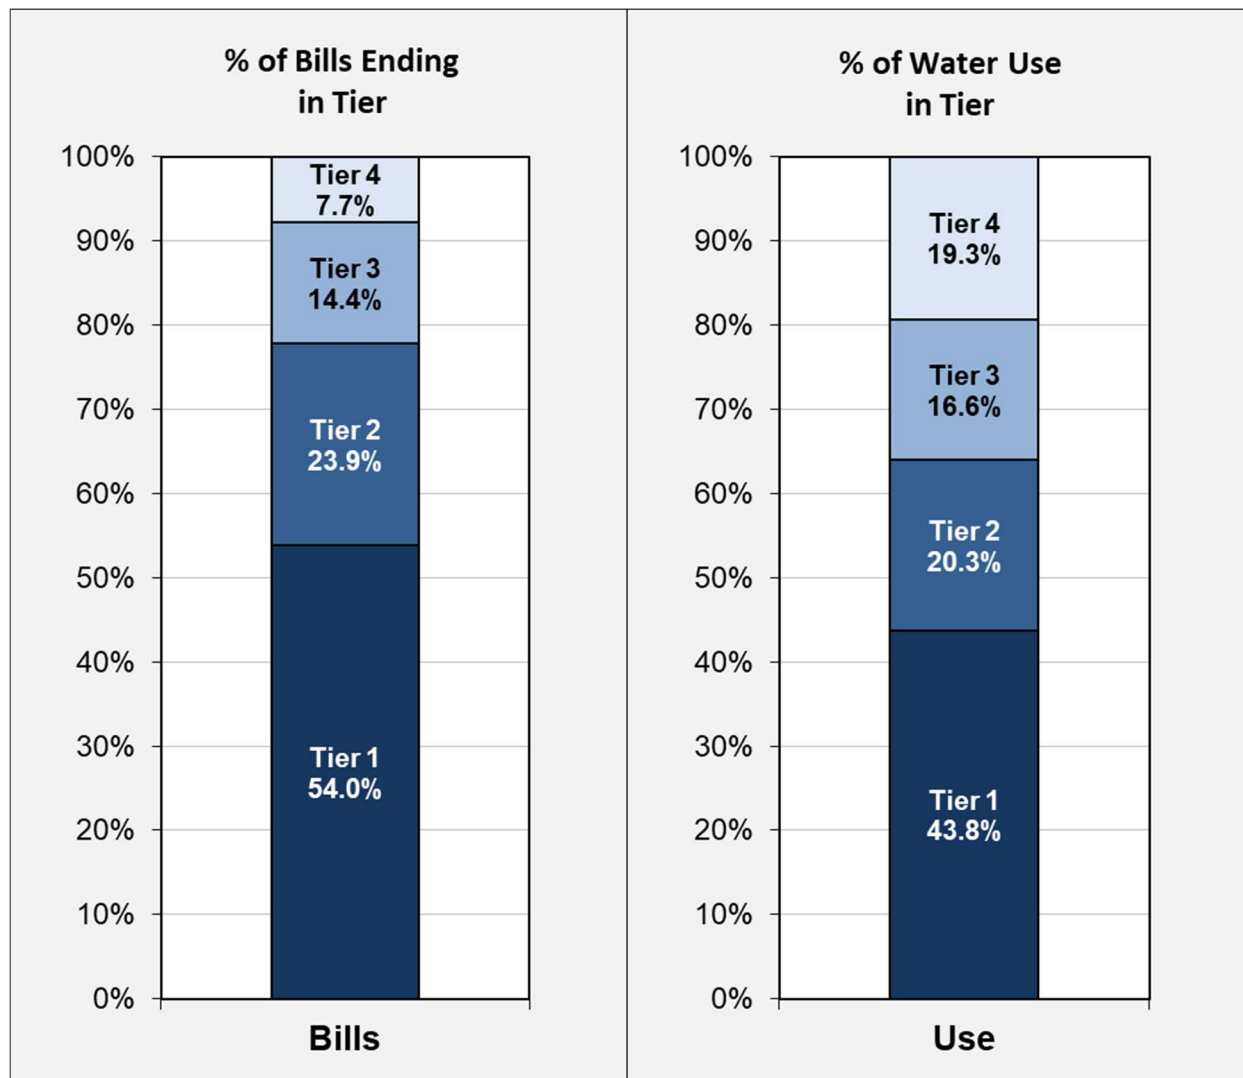 % of Bills Ending
in Tier
100%
90%
80%
70%
60%
50%
40%
30%
20%
10%
0%
Tier 4
7.7%
Tier 3
14.4%
Tier 2
23.9%
Tier 1
54.0%
Bills
% of Water Use
in Tier
100%
90%
80%
70%
60%
50%
40%
30%
20%
10%
0%
Tier 4
19.3%
Tier 3
16.6%
Tier 2
20.3%
Tier 1
43.8%
Use